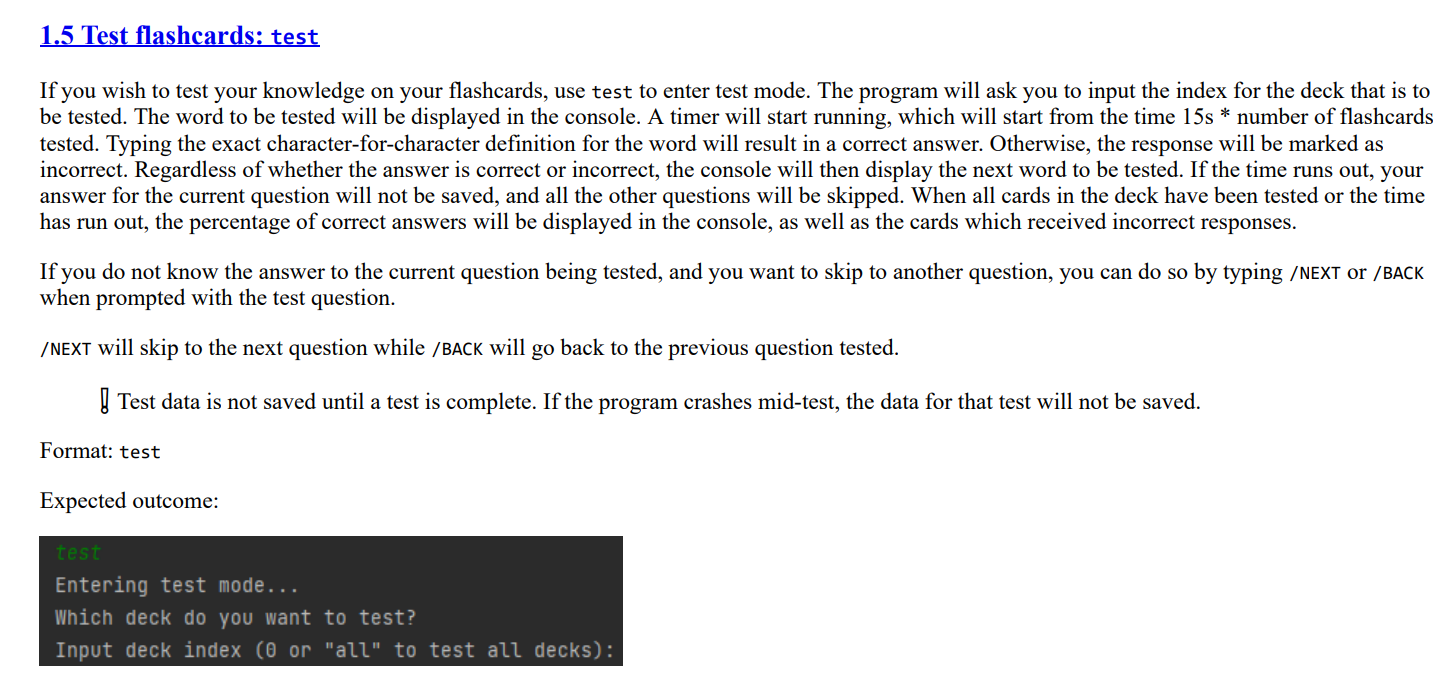 1.5 Test flashcards: test
If you wish to test your knowledge on your flashcards, use test to enter test mode. The program will ask you to input the index for the deck that is to
be tested. The word to be tested will be displayed in the console. A timer will start running, which will start from the time 15s * number of flashcards
tested. Typing the exact character-for-character definition for the word will result in a correct answer. Otherwise, the response will be marked as
incorrect. Regardless of whether the answer is correct or incorrect, the console will then display the next word to be tested. If the time runs out, your
answer for the current question will not be saved, and all the other questions will be skipped. When all cards in the deck have been tested or the time
has run out, the percentage of correct answers will be displayed in the console, as well as the cards which received incorrect responses.
If you do not know the answer to the current question being tested, and you want to skip to another question, you can do so by typing /NEXT or /BACK
when prompted with the test question.
/NEXT will skip to the next question while /BACK will go back to the previous question tested.
❕ Test data is not saved until a test is complete. If the program crashes mid-test, the data for that test will not be saved.
Format: test
Expected outcome:
test
Entering test mode...
Which deck do you want to test?
Input deck index (0 or "all" to test all decks):